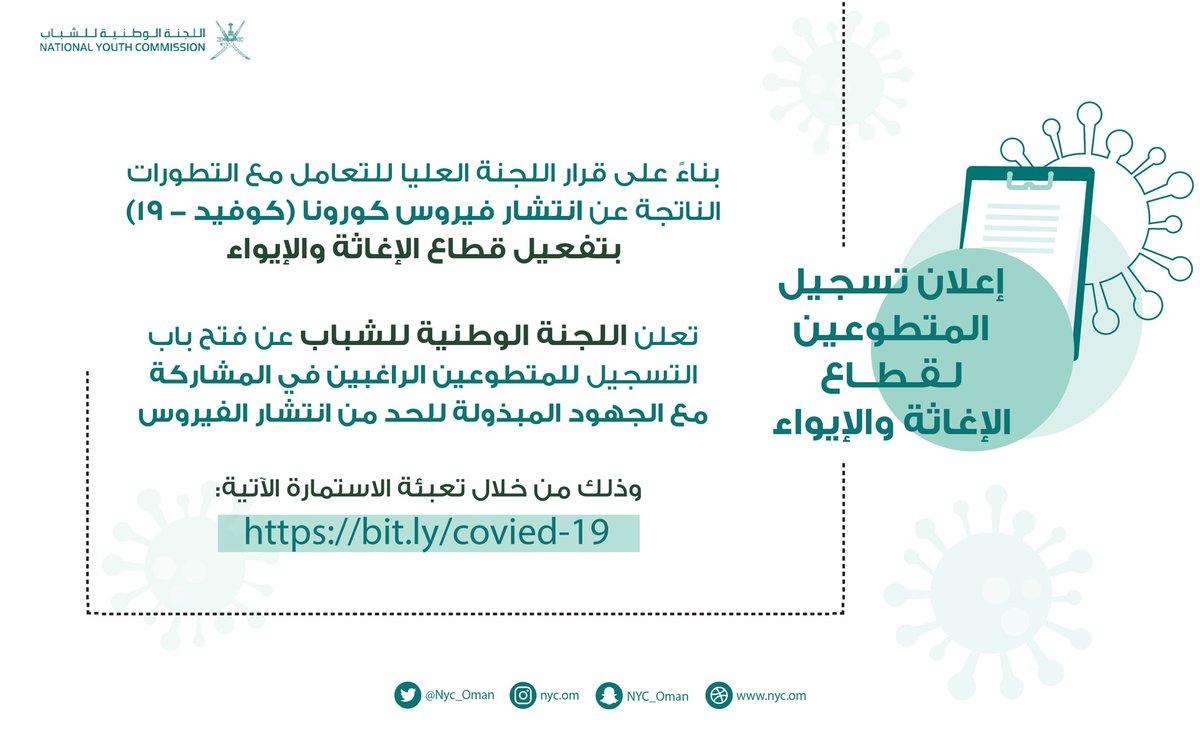 اللجنة الوطنية للشباب
NATIONAL YOUTH COMMISSION
إعلان تسجيل
المتطوعين
لقطاع
الإغاثة والإيواء
بناءً على قرار اللجنة العليا للتعامل مع التطورات
الناتجة عن انتشار فيروس كورونا (كوفيد – ١٩)
بتفعيل قطاع الإغاثة والإيواء
تعلن اللجنة الوطنية للشباب عن فتح باب
التسجيل للمتطوعين الراغبين في المشاركة
مع الجهود المبذولة للحد من انتشار الفيروس
وذلك من خلال تعبئة الاستمارة الآتية:
https://bit.ly/covied-19
@Nyc_Oman nyc.om NYC_Oman www.nyc.om